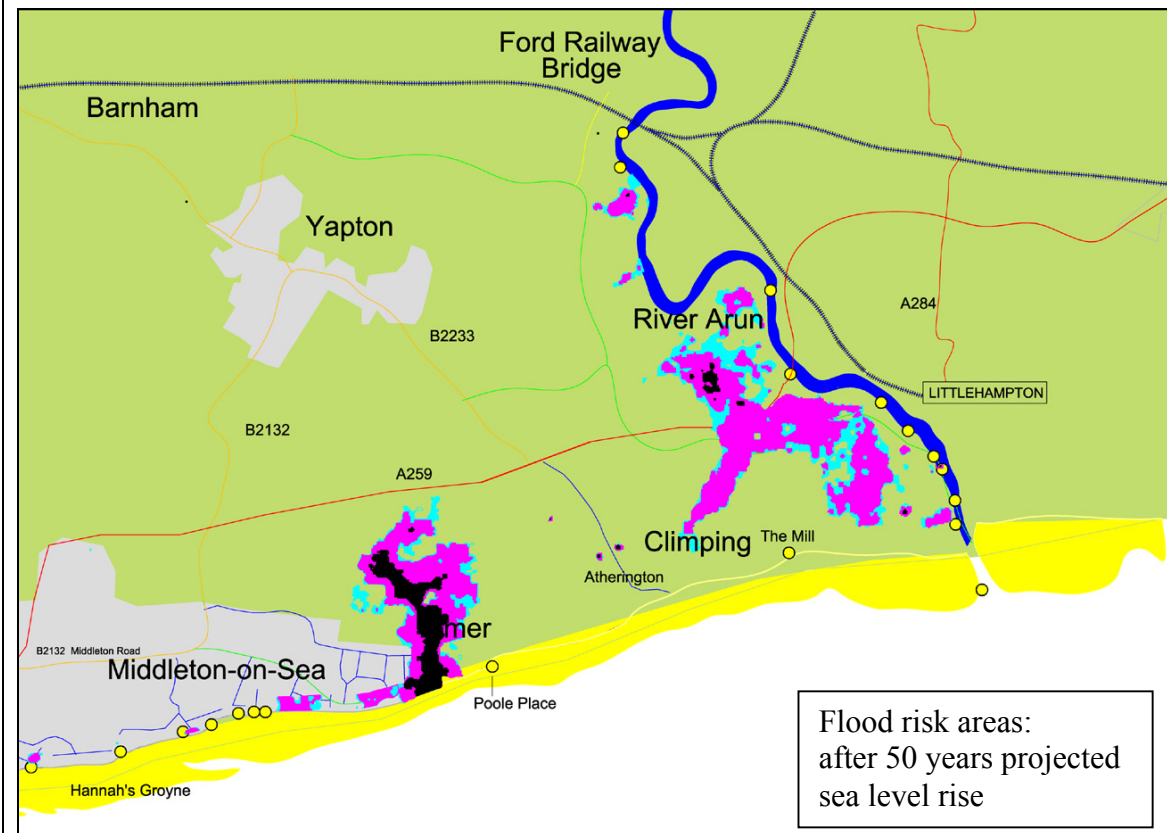 Ford Railway
Bridge
Barnham
Yapton
River Arun
A284
B2233
LITTLEHAMPTON
B2132
A259
Climping
The Mill
Atherington
mer
B2132 Middleton Road
Middleton-on-Sea
Poole Place
Hannah's Groyne
Flood risk areas:
after 50 years projected
sea level rise